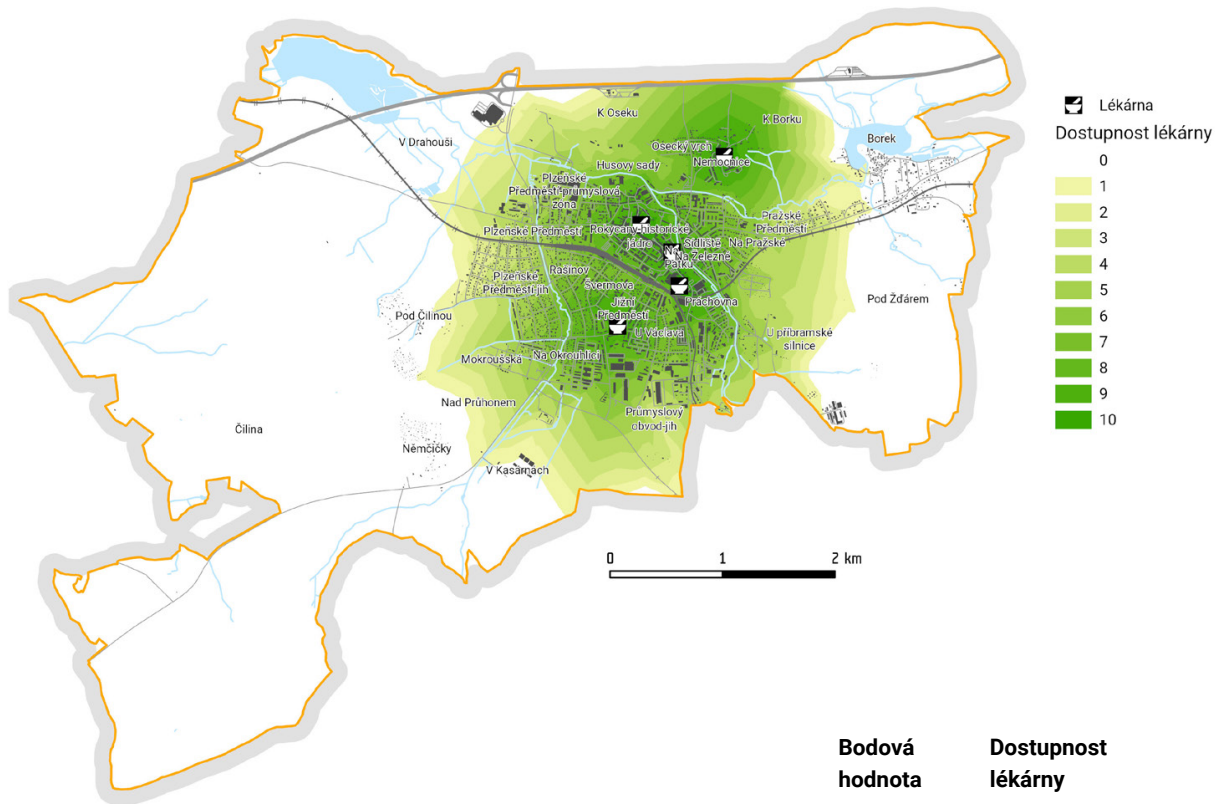 K Oseku
K Borku
V Drahouši
Borek
Osecký vrch
Nemocnice
Husovy sady
Plzeňské
Předměstí-průmyslová
zóna
Pražské
Předměstí
Plzeňské Předměstí
Rokycany-historické
jádro
Sídliště
Na Pražské
Na Železné
Rašínov
Plzeňské
Předměstí-jih
Švermova
Jižní
Předměstí
Práchovna
Pod Čilinou
Pod Žďárem
U Václava
U příbramské
silnice
Mokroušská
Na Okrouhlici
Nad Průhonem
Průmyslový
obvod-jih
Čilina
Němčičky
V Kasárnách
Lékárna
Dostupnost lékárny
0
1
2
3
4
5
6
7
8
9
10
0 1 2 km
Bodová Dostupnost
hodnota lékárny